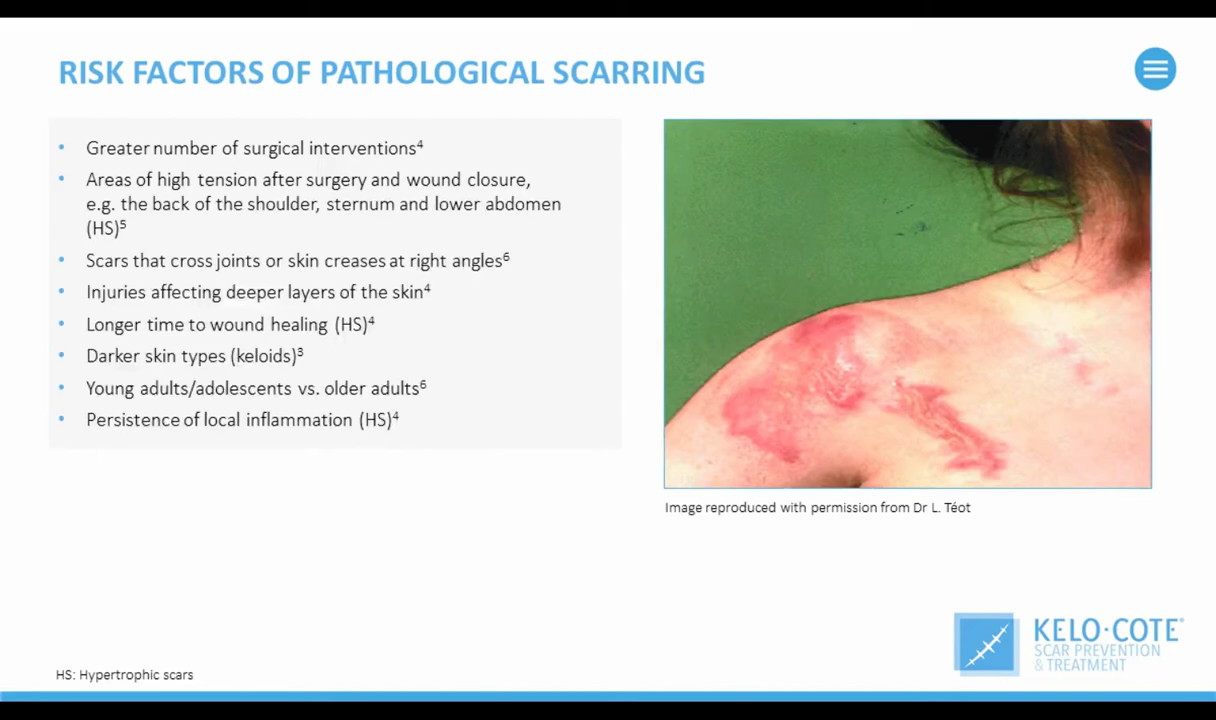 RISK FACTORS OF PATHOLOGICAL SCARRING
• Greater number of surgical interventions⁴
• Areas of high tension after surgery and wound closure,
e.g. the back of the shoulder, sternum and lower abdomen
(HS)⁵
• Scars that cross joints or skin creases at right angles⁶
• Injuries affecting deeper layers of the skin⁴
• Longer time to wound healing (HS)⁴
• Darker skin types (keloids)³
• Young adults/adolescents vs. older adults⁶
• Persistence of local inflammation (HS)⁴
Image reproduced with permission from Dr L. Téot
KELO·COTE®
SCAR PREVENTION
& TREATMENT
HS: Hypertrophic scars